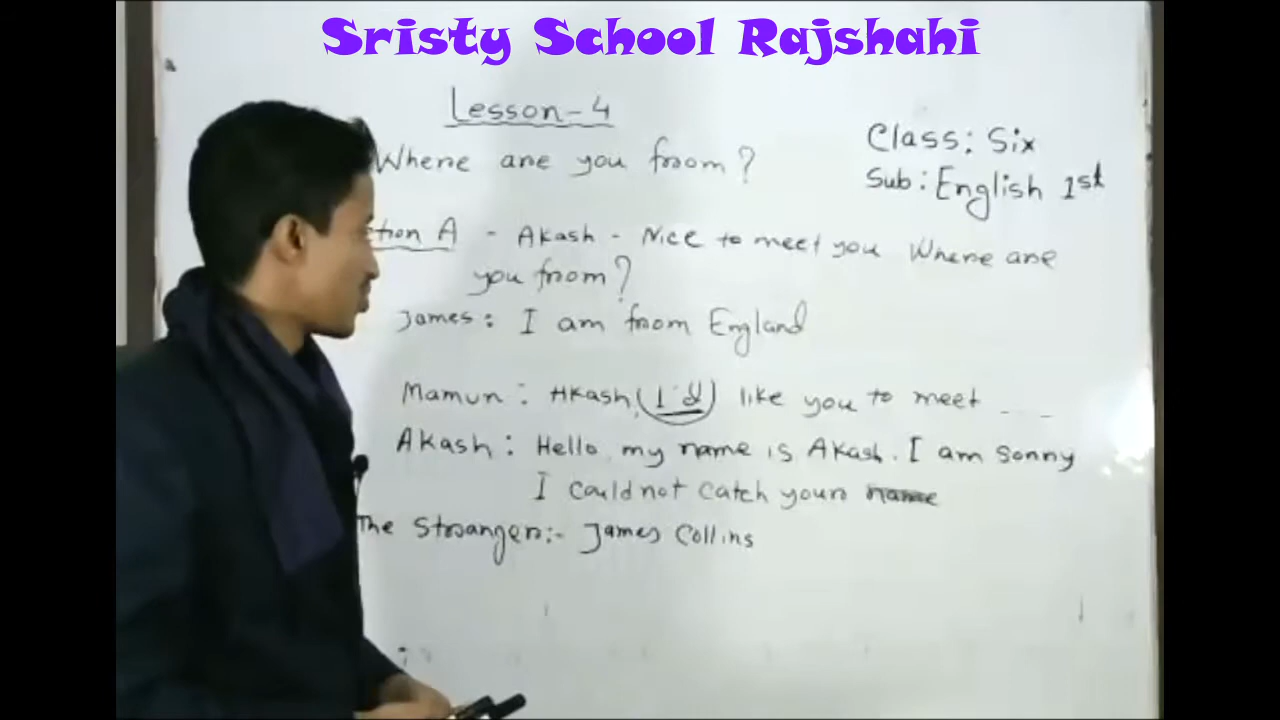 Sristy School Rajshahi
Lesson-4
Class: Six
Where are you from?
Sub: English 1st
ction A - Akash - Nice to meet you Where are
you from?
James: I am from England
Mamun: Akash, (I'd) like you to meet ...
Akash: Hello, my name is Akash. I am sorry
I could not catch your name
The Stranger:- James Collins